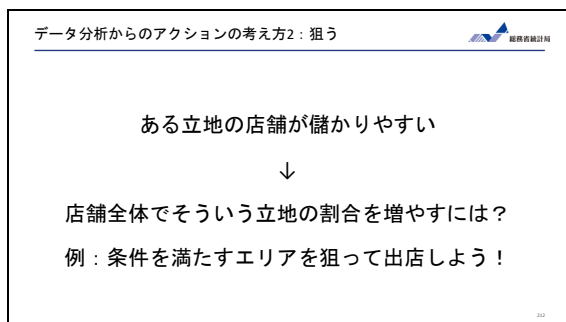 データ分析からのアクションの考え方2：狙う
総務省統計局
ある立地の店舗が儲かりやすい
↓
店舗全体でそういう立地の割合を増やすには？
例：条件を満たすエリアを狙って出店しよう！